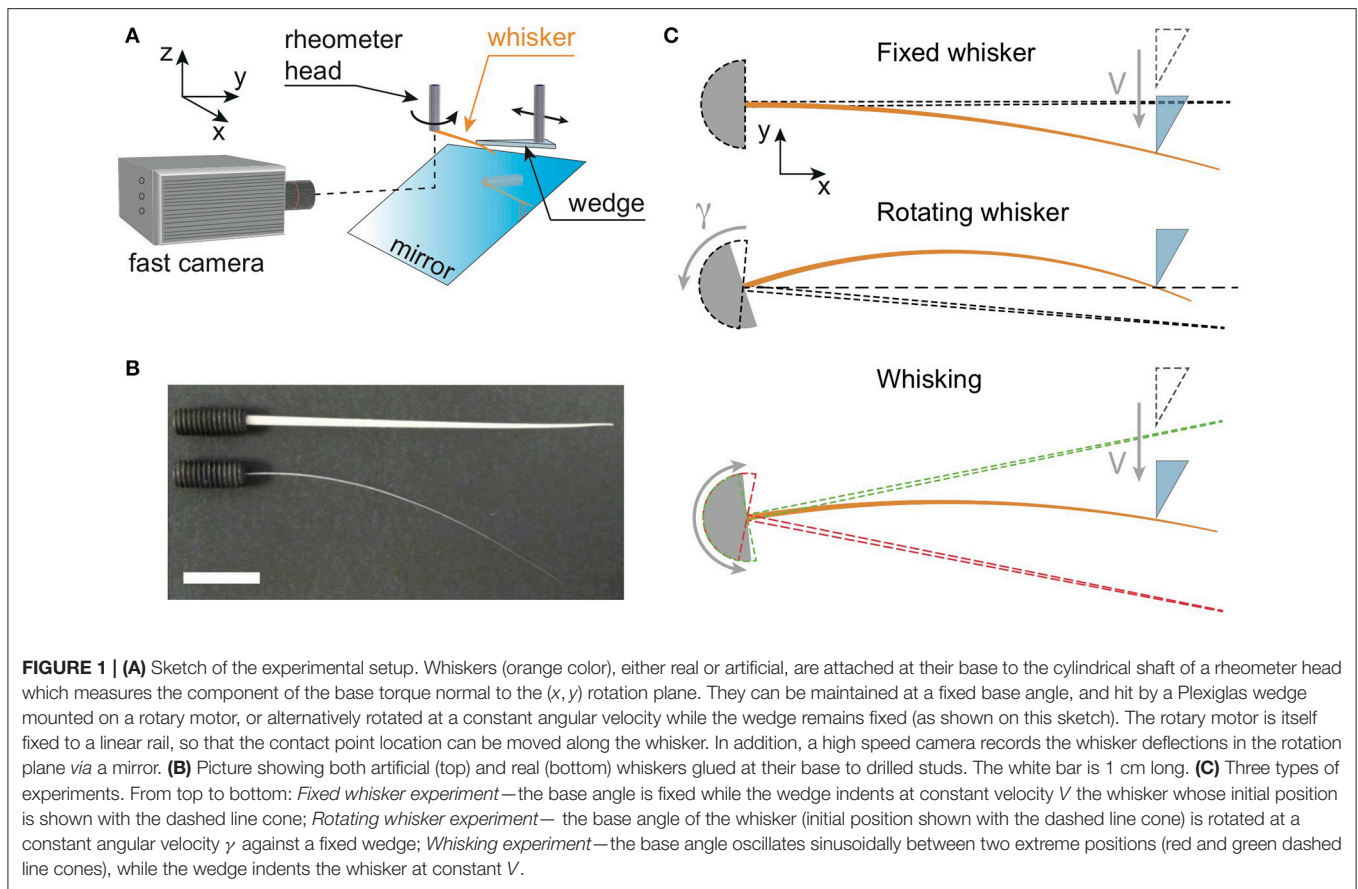 A
z
y
x
rheometer
head
whisker
wedge
mirror
fast camera
B
C
Fixed whisker
V
y
x
Rotating whisker
γ
Whisking
V
FIGURE 1 | (A) Sketch of the experimental setup. Whiskers (orange color), either real or artificial, are attached at their base to the cylindrical shaft of a rheometer head
which measures the component of the base torque normal to the (x, y) rotation plane. They can be maintained at a fixed base angle, and hit by a Plexiglas wedge
mounted on a rotary motor, or alternatively rotated at a constant angular velocity while the wedge remains fixed (as shown on this sketch). The rotary motor is itself
fixed to a linear rail, so that the contact point location can be moved along the whisker. In addition, a high speed camera records the whisker deflections in the rotation
plane via a mirror. (B) Picture showing both artificial (top) and real (bottom) whiskers glued at their base to drilled studs. The white bar is 1 cm long. (C) Three types of
experiments. From top to bottom: Fixed whisker experiment—the base angle is fixed while the wedge indents at constant velocity V the whisker whose initial position
is shown with the dashed line cone; Rotating whisker experiment— the base angle of the whisker (initial position shown with the dashed line cone) is rotated at a
constant angular velocity γ against a fixed wedge; Whisking experiment—the base angle oscillates sinusoidally between two extreme positions (red and green dashed
line cones), while the wedge indents the whisker at constant V.